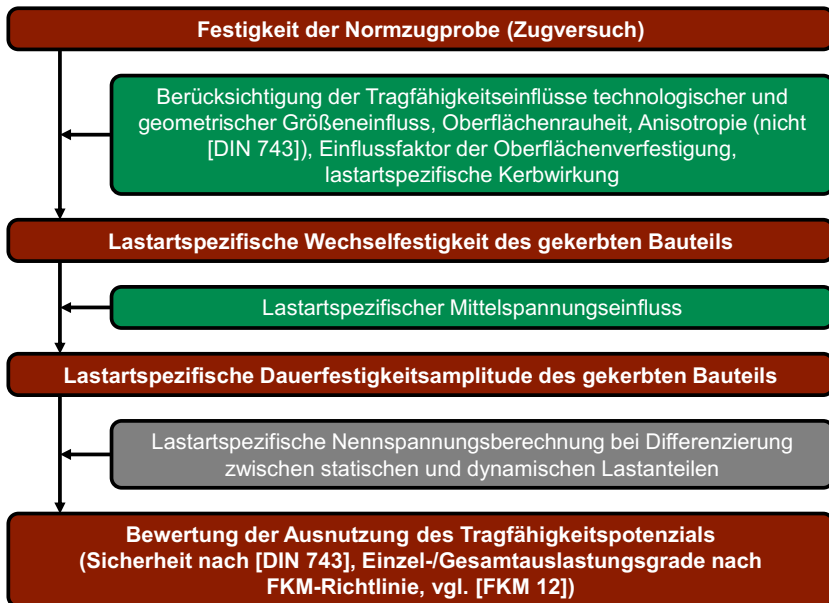 Festigkeit der Normzugprobe (Zugversuch)
Berücksichtigung der Tragfähigkeitseinflüsse technologischer und
geometrischer Größeneinfluss, Oberflächenrauheit, Anisotropie (nicht
[DIN 743]), Einflussfaktor der Oberflächenverfestigung,
lastartspezifische Kerbwirkung
Lastartspezifische Wechselfestigkeit des gekerbten Bauteils
Lastartspezifischer Mittelspannungseinfluss
Lastartspezifische Dauerfestigkeitsamplitude des gekerbten Bauteils
Lastartspezifische Nennspannungsberechnung bei Differenzierung
zwischen statischen und dynamischen Lastanteilen
Bewertung der Ausnutzung des Tragfähigkeitspotenzials
(Sicherheit nach [DIN 743], Einzel-/Gesamtauslastungsgrade nach
FKM-Richtlinie, vgl. [FKM 12])